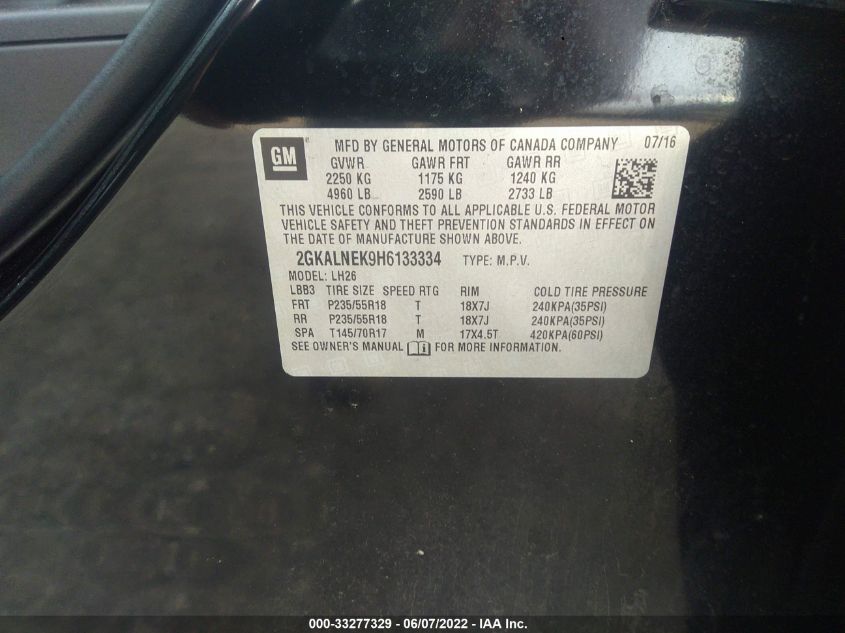 GM MFD BY GENERAL MOTORS OF CANADA COMPANY 07/16
GVWR GAWR FRT GAWR RR
2250 KG 1175 KG 1240 KG
4960 LB 2590 LB 2733 LB
THIS VEHICLE CONFORMS TO ALL APPLICABLE U.S. FEDERAL MOTOR
VEHICLE SAFETY AND THEFT PREVENTION STANDARDS IN EFFECT ON
THE DATE OF MANUFACTURE SHOWN ABOVE.
2GKALNEK9H6133334 TYPE: M.P.V.
MODEL: LH26
LBB3 TIRE SIZE SPEED RTG RIM COLD TIRE PRESSURE
FRT P235/55R18 T 18X7J 240KPA(35PSI)
RR P235/55R18 T 18X7J 240KPA(35PSI)
SPA T145/70R17 M 17X4.5T 420KPA(60PSI)
SEE OWNER'S MANUAL FOR MORE INFORMATION.
000-33277329 - 06/07/2022 - IAA Inc.